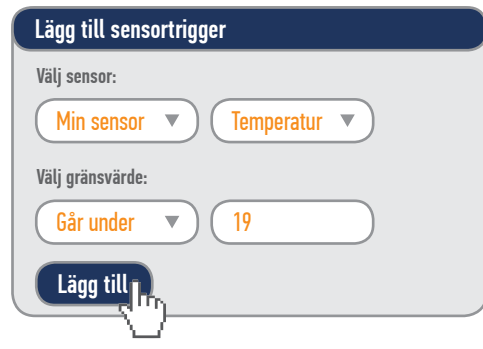 Lägg till sensortrigger
Välj sensor:
Min sensor Temperatur
Välj gränsvärde:
Går under 19
Lägg till